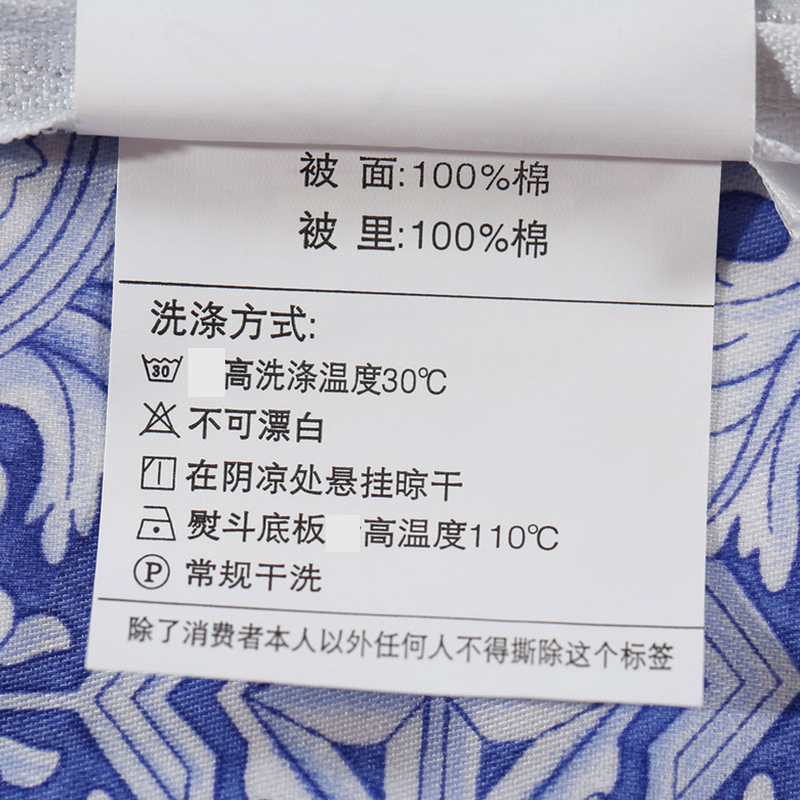 被 面:100%棉
被 里:100%棉
洗涤方式:
30 高洗涤温度30℃
不可漂白
在阴凉处悬挂晾干
熨斗底板 高温度110℃
P 常规干洗
除了消费者本人以外任何人不得撕除这个标签